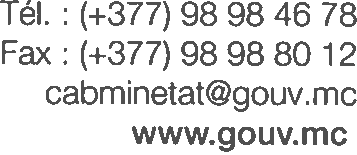 Tél. : (+377) 98 98 46 78
Fax : (+377) 98 98 80 12
cabminetat@gouv.mc
www.gouv.mc